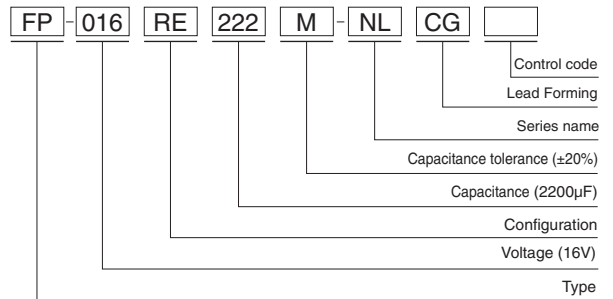 FP-016 RE 222 M-NL CG
Control code
Lead Forming
Series name
Capacitance tolerance (±20%)
Capacitance (2200µF)
Configuration
Voltage (16V)
Type